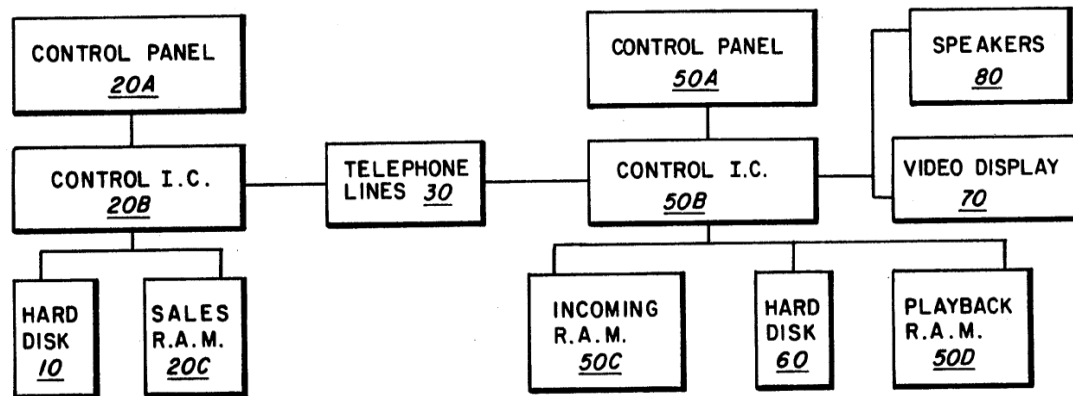 CONTROL PANEL
20A
CONTROL I.C.
20B
HARD
DISK
10
SALES
R.A.M.
20C
TELEPHONE
LINES 30
CONTROL PANEL
50A
CONTROL I.C.
50B
INCOMING
R.A.M.
50C
HARD
DISK
60
PLAYBACK
R.A.M.
50D
SPEAKERS
80
VIDEO DISPLAY
70